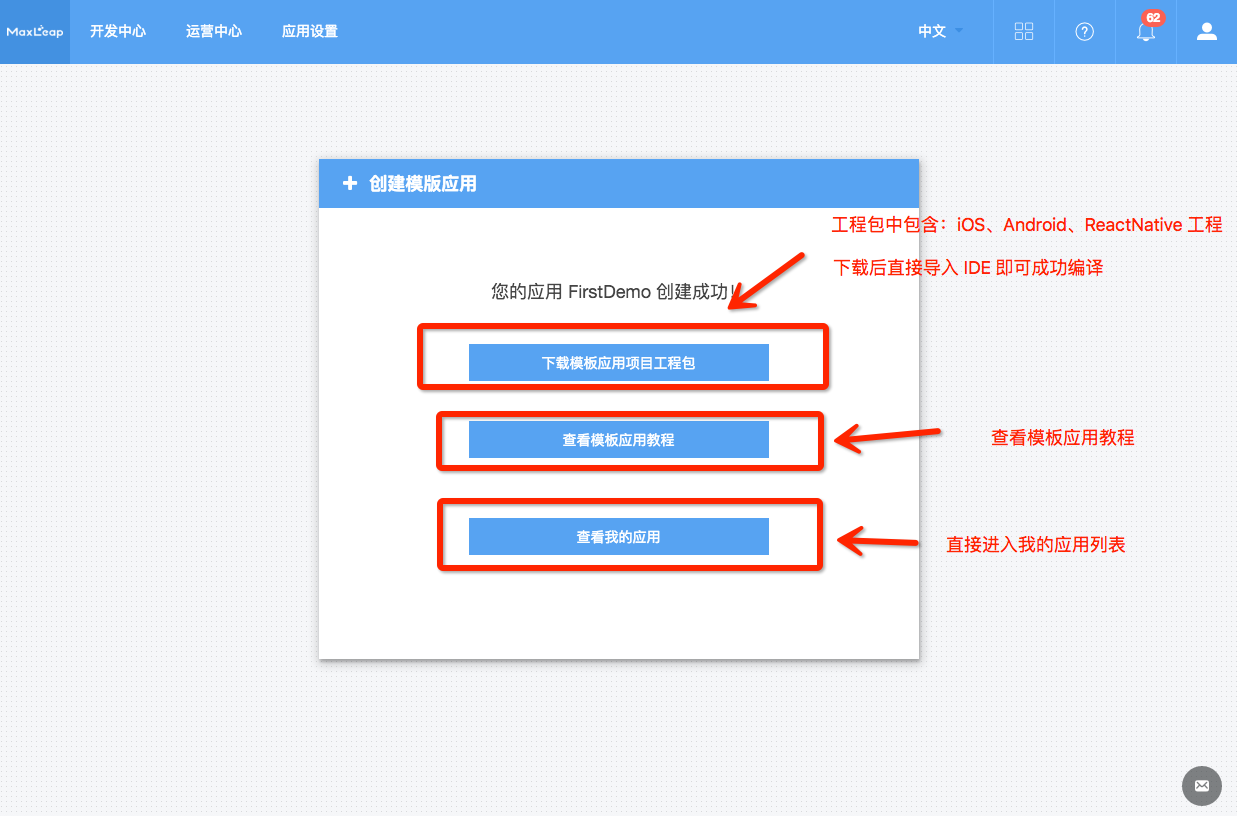 MaxLeap
开发中心
运营中心
应用设置
中文
62
创建模版应用
工程包中包含：iOS、Android、ReactNative 工程
下载后直接导入 IDE 即可成功编译
您的应用 FirstDemo 创建成功！
下载模板应用项目工程包
查看模板应用教程
查看模板应用教程
查看我的应用
直接进入我的应用列表